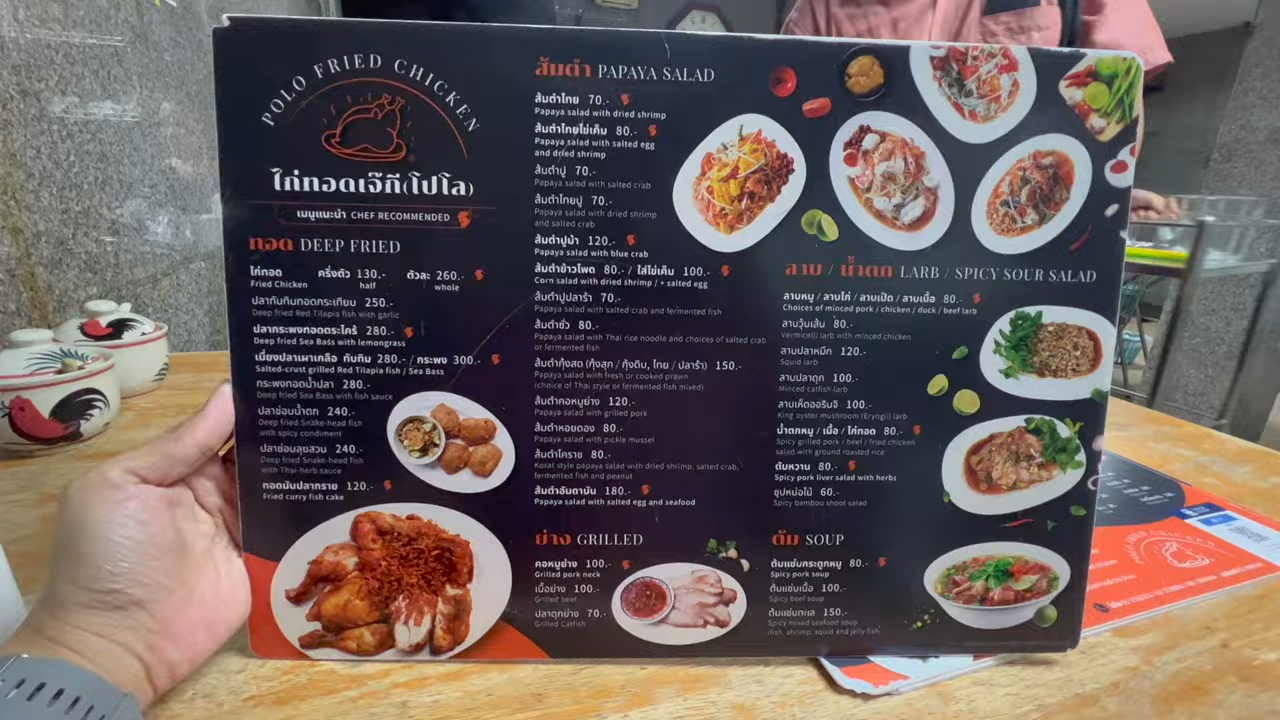 POLO FRIED CHICKEN
ไก่ทอดเจ๊กี(โปโล)
เมนูแนะนำ CHEF RECOMMENDED
ทอด DEEP FRIED
ไก่ทอด ครึ่งตัว 130.- ตัวละ 260.-
Fried Chicken half whole
ปลาทับทิมทอดกระเทียม 250.-
Deep fried Red Tilapia fish with garlic
ปลากระพงทอดตระไคร้ 280.-
Deep fried Sea Bass with lemongrass
เมี่ยงปลาเผาเกลือ ทับทิม 280.- / กระพง 300.-
Salted-crust grilled Red Tilapia fish / Sea Bass
กระพงทอดน้ำปลา 280.-
Deep fried Sea Bass with fish sauce
ปลาช่อนน้ำตก 240.-
Deep fried Snake-head fish
with spicy condiment
ปลาช่อนลุยสวน 240.-
Deep fried Snake-head fish
with Thai-herb sauce
ทอดมันปลากราย 120.-
Fried curry fish cake
ส้มตำ PAPAYA SALAD
ส้มตำไทย 70.-
Papaya salad with dried shrimp
ส้มตำไทยไข่เค็ม 80.-
Papaya salad with salted egg
and dried shrimp
ส้มตำปู 70.-
Papaya salad with salted crab
ส้มตำไทยปู 70.-
Papaya salad with dried shrimp
and salted crab
ส้มตำปูม้า 120.-
Papaya salad with blue crab
ส้มตำข้าวโพด 80.- / ใส่ไข่เค็ม 100.-
Corn salad with dried shrimp / + salted egg
ส้มตำปูปลาร้า 70.-
Papaya salad with salted crab and fermented fish
ส้มตำซั่ว 80.-
Papaya salad with Thai rice noodle and choices of salted crab
or fermented fish
ส้มตำกุ้งสด (กุ้งสุก / กุ้งดิบ, ไทย / ปลาร้า) 150.-
Papaya salad with fresh or cooked prawn
(choice of Thai style or fermented fish mixed)
ส้มตำคอหมูย่าง 120.-
Papaya salad with grilled pork
ส้มตำหอยดอง 80.-
Papaya salad with pickle mussel
ส้มตำโคราช 80.-
Korat style papaya salad with dried shrimp, salted crab,
fermented fish and peanut
ส้มตำอันดามัน 180.-
Papaya salad with salted egg and seafood
ย่าง GRILLED
คอหมูย่าง 100.-
Grilled pork neck
เนื้อย่าง 100.-
Grilled beef
ปลาดุกย่าง 70.-
Grilled Catfish
ลาบ / น้ำตก LARB / SPICY SOUR SALAD
ลาบหมู / ลาบไก่ / ลาบเป็ด / ลาบเนื้อ 80.-
Choices of minced pork / chicken / duck / beef larb
ลาบวุ้นเส้น 80.-
Vermicelli larb with minced chicken
ลาบปลาหมึก 120.-
Squid larb
ลาบปลาดุก 100.-
Minced catfish larb
ลาบเห็ดออรินจิ 100.-
King oyster mushroom (Eryngii) larb
น้ำตกหมู / เนื้อ / ไก่ทอด 80.-
Spicy grilled pork / beef / fried chicken
salad with ground roasted rice
ตับหวาน 80.-
Spicy pork liver salad with herbs
ซุปหน่อไม้ 60.-
Spicy bamboo shoot salad
ต้ม SOUP
ต้มแซ่บกระดูกหมู 80.-
Spicy pork soup
ต้มแซ่บเนื้อ 100.-
Spicy beef soup
ต้มแซ่บทะเล 150.-
Spicy mixed seafood soup
(fish, shrimp, squid and jelly fish)